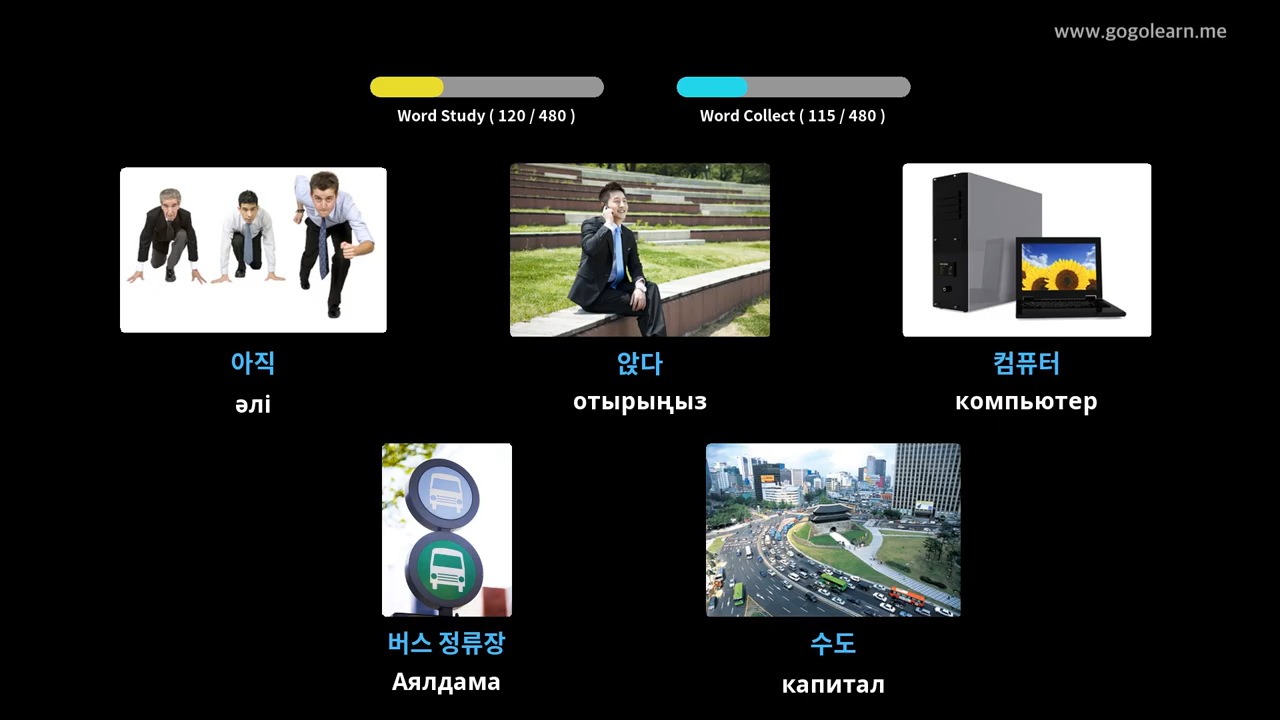 www.gogolearn.me
Word Study ( 120 / 480 )
Word Collect ( 115 / 480 )
아직
әлі
앉다
отырыңыз
컴퓨터
компьютер
버스 정류장
Аялдама
수도
капитал